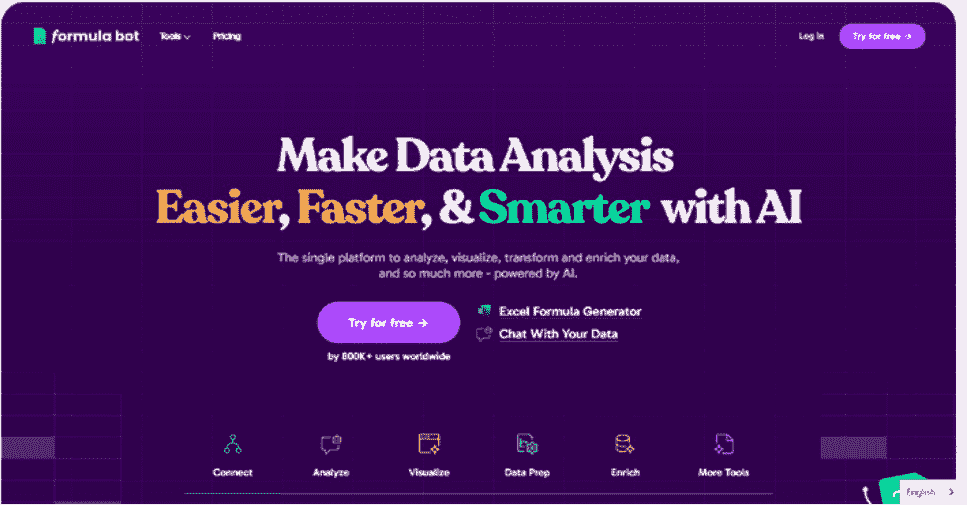 formula bot Tools Pricing Log In Try for free →
Make Data Analysis
Easier, Faster, & Smarter with AI
The single platform to analyze, visualize, transform and enrich your data,
and so much more - powered by AI.
Try for free →
by 800K+ users worldwide
Excel Formula Generator
Chat With Your Data
Connect Analyze Visualize Data Prep Enrich More Tools
English >